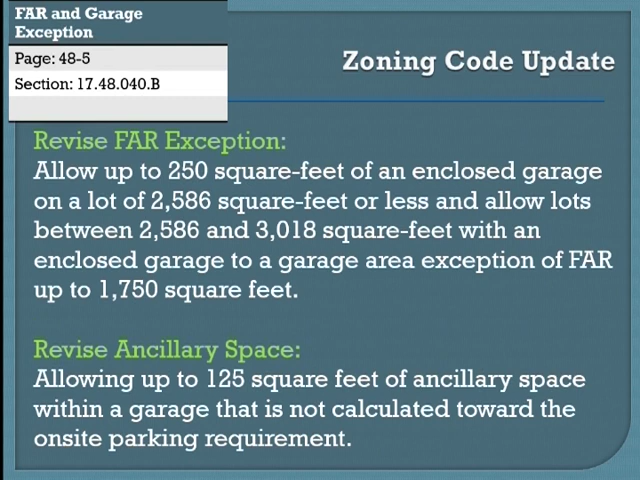 FAR and Garage
Exception
Page: 48-5
Section: 17.48.040.B
Zoning Code Update
Revise FAR Exception:
Allow up to 250 square-feet of an enclosed garage
on a lot of 2,586 square-feet or less and allow lots
between 2,586 and 3,018 square-feet with an
enclosed garage to a garage area exception of FAR
up to 1,750 square feet.
Revise Ancillary Space:
Allowing up to 125 square feet of ancillary space
within a garage that is not calculated toward the
onsite parking requirement.